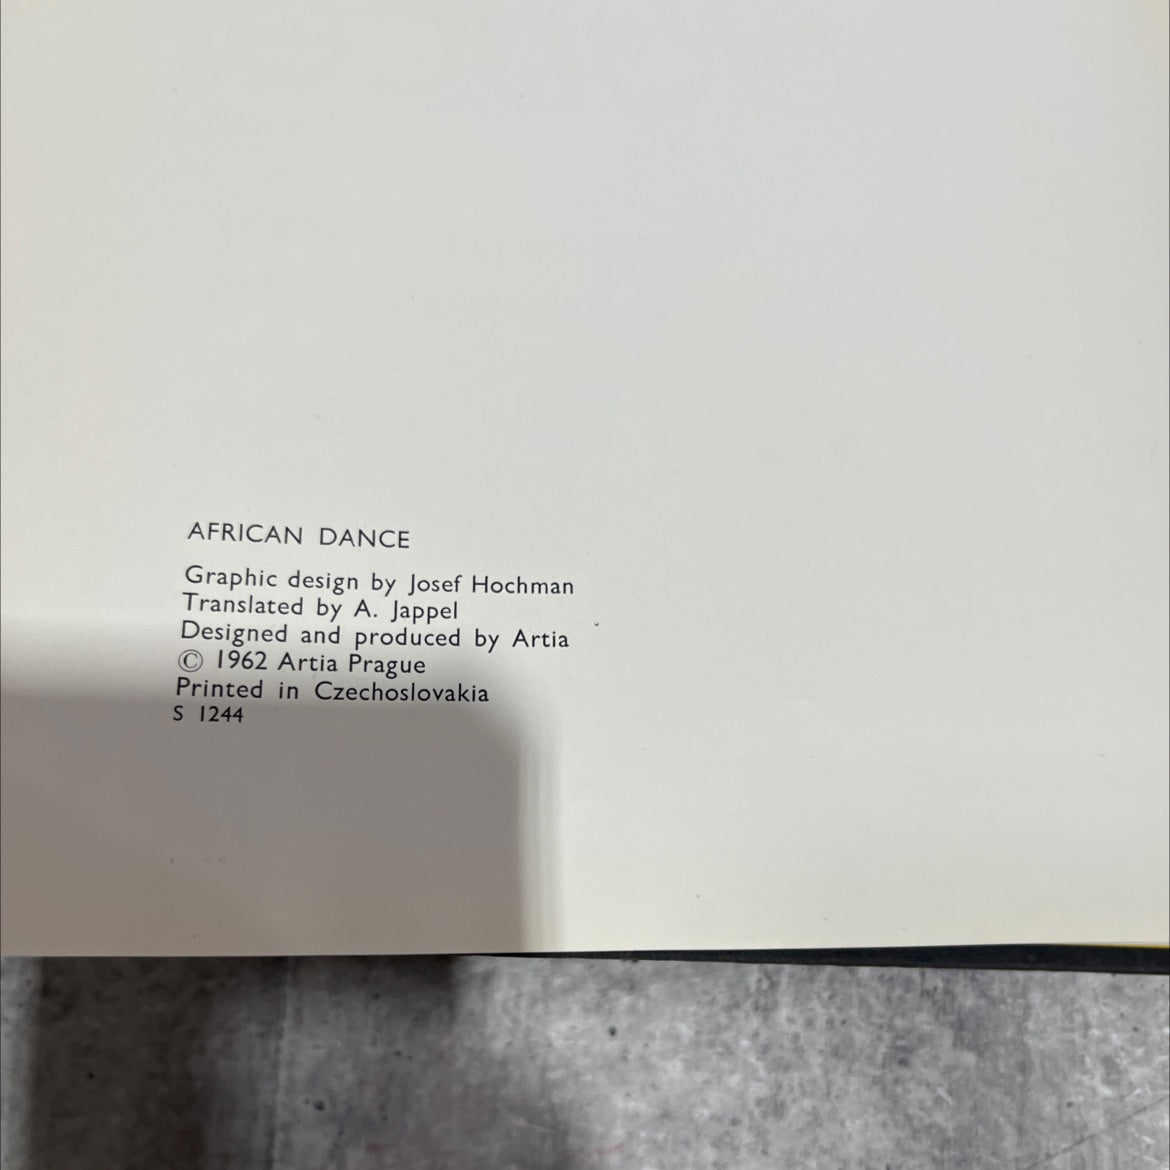 AFRICAN DANCE
Graphic design by Josef Hochman
Translated by A. Jappel
Designed and produced by Artia
© 1962 Artia Prague
Printed in Czechoslovakia
S 1244